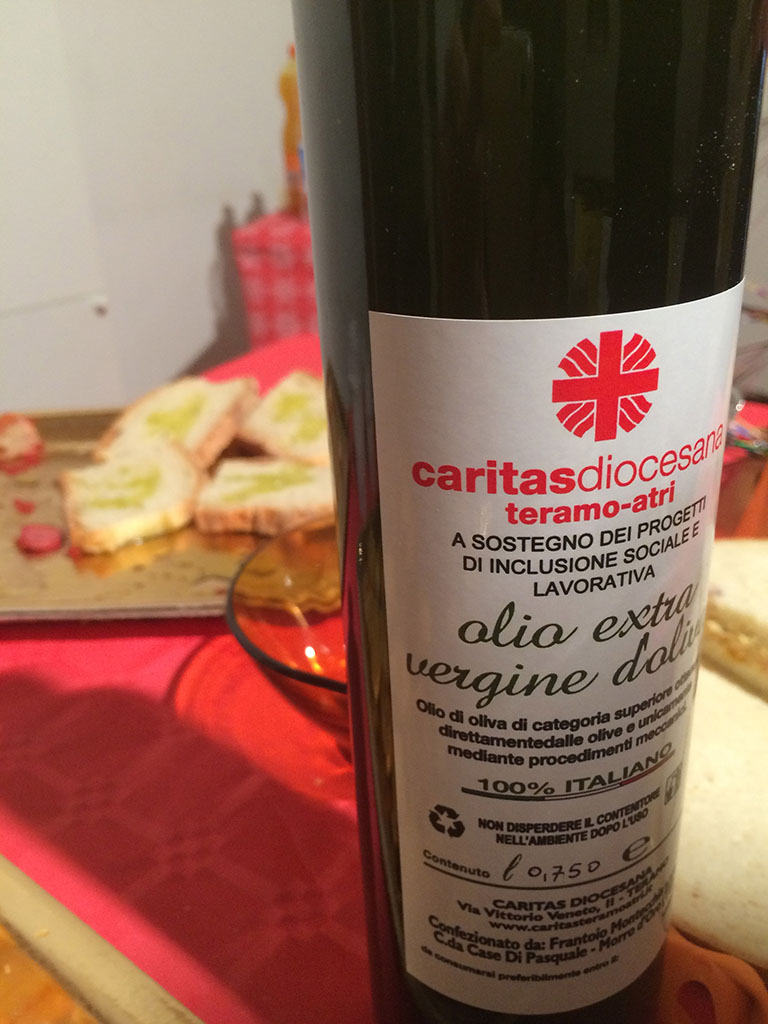 caritasdiocesana
teramo-atri
A SOSTEGNO DEI PROGETTI
DI INCLUSIONE SOCIALE E
LAVORATIVA
olio extra
vergine d'oliva
Olio di oliva di categoria superiore
direttamentedalle olive e unicamente
mediante procedimenti meccanici
100% ITALIANO
NON DISPERDERE IL CONTENITORE
NELL'AMBIENTE DOPO L'USO
Contenuto l 0,750 e
CARITAS DIOCESANA
Via Vittorio Veneto, 11 - TERAMO
www.caritasteramoatri.it
Confezionato da: Frantoio
C.da Case Di Pasquale - Morro d'Oro
da consumarsi preferibilmente entro il: